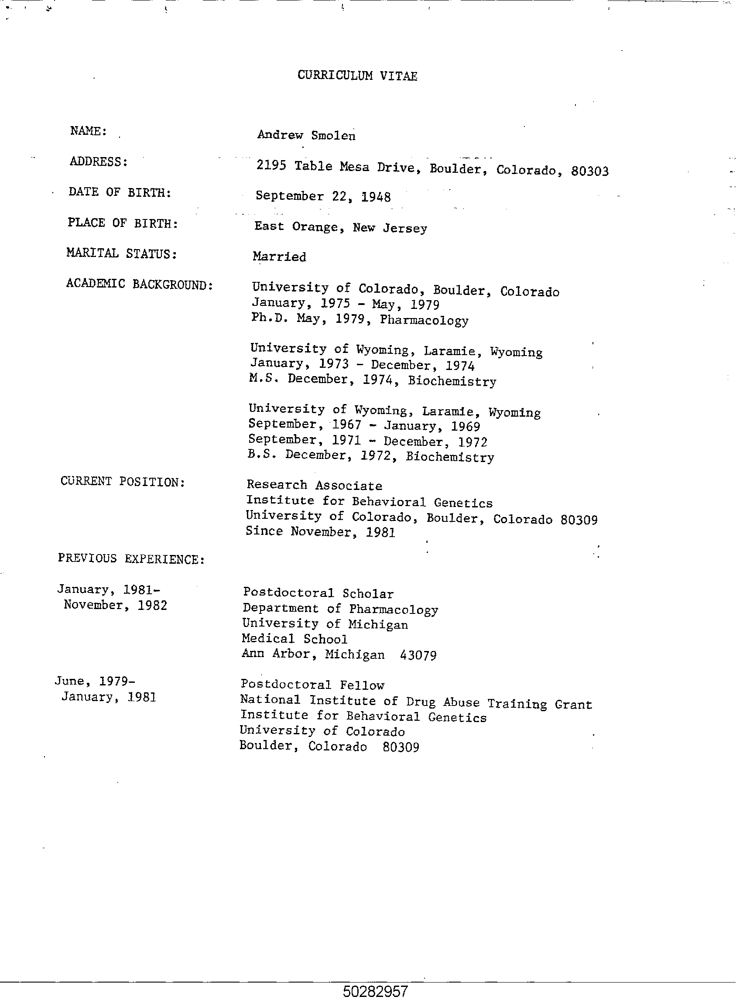 CURRICULUM VITAE
NAME: Andrew Smolen
ADDRESS: 2195 Table Mesa Drive, Boulder, Colorado, 80303
DATE OF BIRTH: September 22, 1948
PLACE OF BIRTH: East Orange, New Jersey
MARITAL STATUS: Married
ACADEMIC BACKGROUND: University of Colorado, Boulder, Colorado
January, 1975 - May, 1979
Ph.D. May, 1979, Pharmacology
University of Wyoming, Laramie, Wyoming
January, 1973 - December, 1974
M.S. December, 1974, Biochemistry
University of Wyoming, Laramie, Wyoming
September, 1967 - January, 1969
September, 1971 - December, 1972
B.S. December, 1972, Biochemistry
CURRENT POSITION: Research Associate
Institute for Behavioral Genetics
University of Colorado, Boulder, Colorado 80309
Since November, 1981
PREVIOUS EXPERIENCE:
January, 1981- Postdoctoral Scholar
November, 1982 Department of Pharmacology
University of Michigan
Medical School
Ann Arbor, Michigan 43079
June, 1979- Postdoctoral Fellow
January, 1981 National Institute of Drug Abuse Training Grant
Institute for Behavioral Genetics
University of Colorado
Boulder, Colorado 80309
50282957